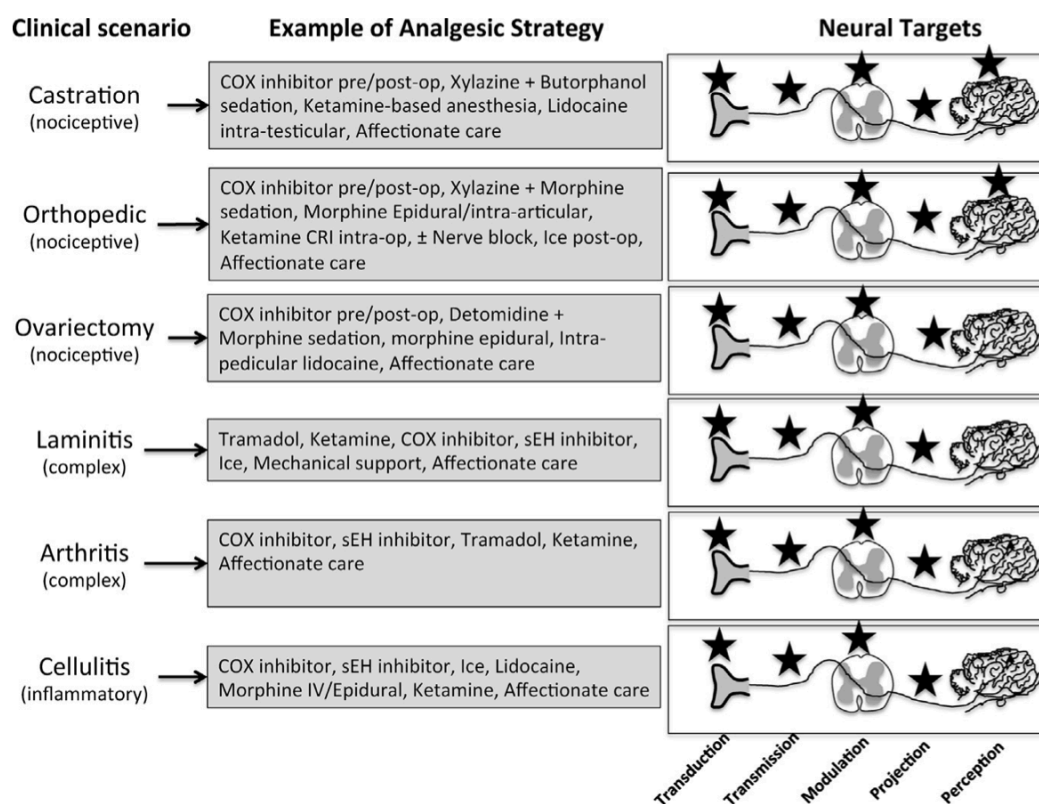 Clinical scenario
Example of Analgesic Strategy
Neural Targets
Castration
(nociceptive)
COX inhibitor pre/post-op, Xylazine + Butorphanol
sedation, Ketamine-based anesthesia, Lidocaine
intra-testicular, Affectionate care
Orthopedic
(nociceptive)
COX inhibitor pre/post-op, Xylazine + Morphine
sedation, Morphine Epidural/intra-articular,
Ketamine CRI intra-op, ± Nerve block, Ice post-op,
Affectionate care
Ovariectomy
(nociceptive)
COX inhibitor pre/post-op, Detomidine +
Morphine sedation, morphine epidural, Intra-
pedicular lidocaine, Affectionate care
Laminitis
(complex)
Tramadol, Ketamine, COX inhibitor, sEH inhibitor,
Ice, Mechanical support, Affectionate care
Arthritis
(complex)
COX inhibitor, sEH inhibitor, Tramadol, Ketamine,
Affectionate care
Cellulitis
(inflammatory)
COX inhibitor, sEH inhibitor, Ice, Lidocaine,
Morphine IV/Epidural, Ketamine, Affectionate care
Transduction
Transmission
Modulation
Projection
Perception